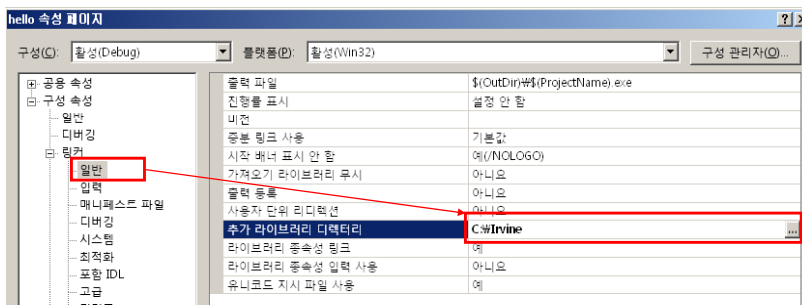 hello 속성 페이지
구성(C): 활성(Debug) 플랫폼(P): 활성(Win32) 구성 관리자(O)...
공용 속성
구성 속성
일반
디버깅
링커
일반
입력
매니페스트 파일
디버깅
시스템
최적화
포함 IDL
고급
출력 파일 $(OutDir)₩$(ProjectName).exe
진행률 표시 설정 안 함
버전
증분 링크 사용 기본값
시작 배너 표시 안 함 예(/NOLOGO)
가져오기 라이브러리 무시 아니요
출력 등록 아니요
사용자 단위 리디렉션 아니요
추가 라이브러리 디렉터리 C:₩Irvine ...
라이브러리 종속성 링크 예
라이브러리 종속성 입력 사용 아니요
유니코드 지시 파일 사용 예